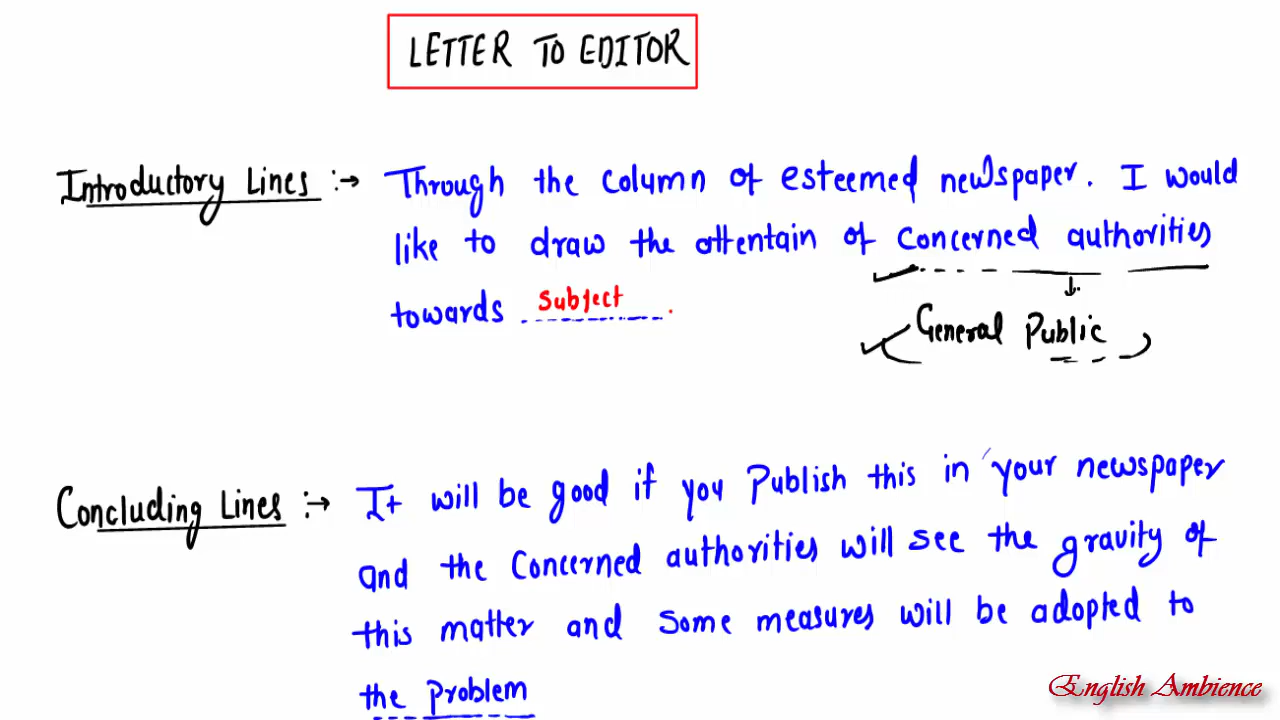 LETTER TO EDITOR
Introductory Lines :→ Through the column of esteemed newspaper. I would
like to draw the attentain of concerned authorities
towards Subject.
General Public
Concluding Lines :→ It will be good if you Publish this in your newspaper
and the concerned authorities will see the gravity of
this matter and some measures will be adopted to
the problem
English Ambience